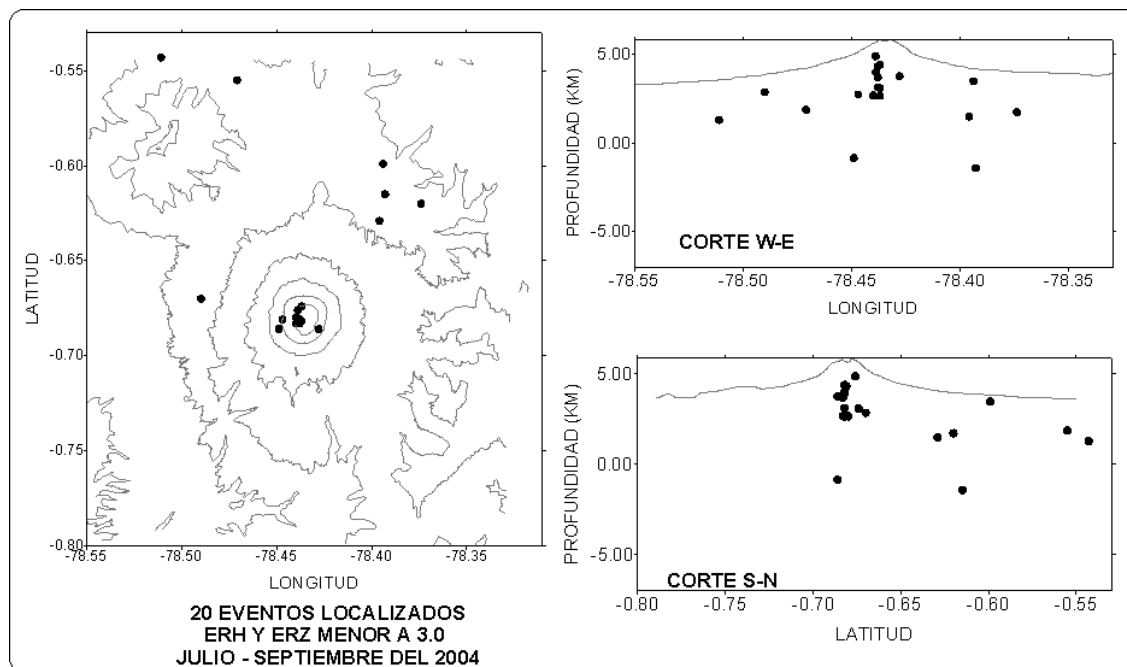 -0.55
-0.60
-0.65
-0.70
-0.75
-0.80
LATITUD
-78.55
-78.50
-78.45
-78.40
-78.35
LONGITUD
20 EVENTOS LOCALIZADOS
ERH Y ERZ MENOR A 3.0
JULIO - SEPTIEMBRE DEL 2004
5.00
0.00
-5.00
PROFUNDIDAD (KM)
CORTE W-E
-78.55
-78.50
-78.45
-78.40
-78.35
LONGITUD
5.00
0.00
-5.00
PROFUNDIDAD (KM)
CORTE S-N
-0.80
-0.75
-0.70
-0.65
-0.60
-0.55
LATITUD